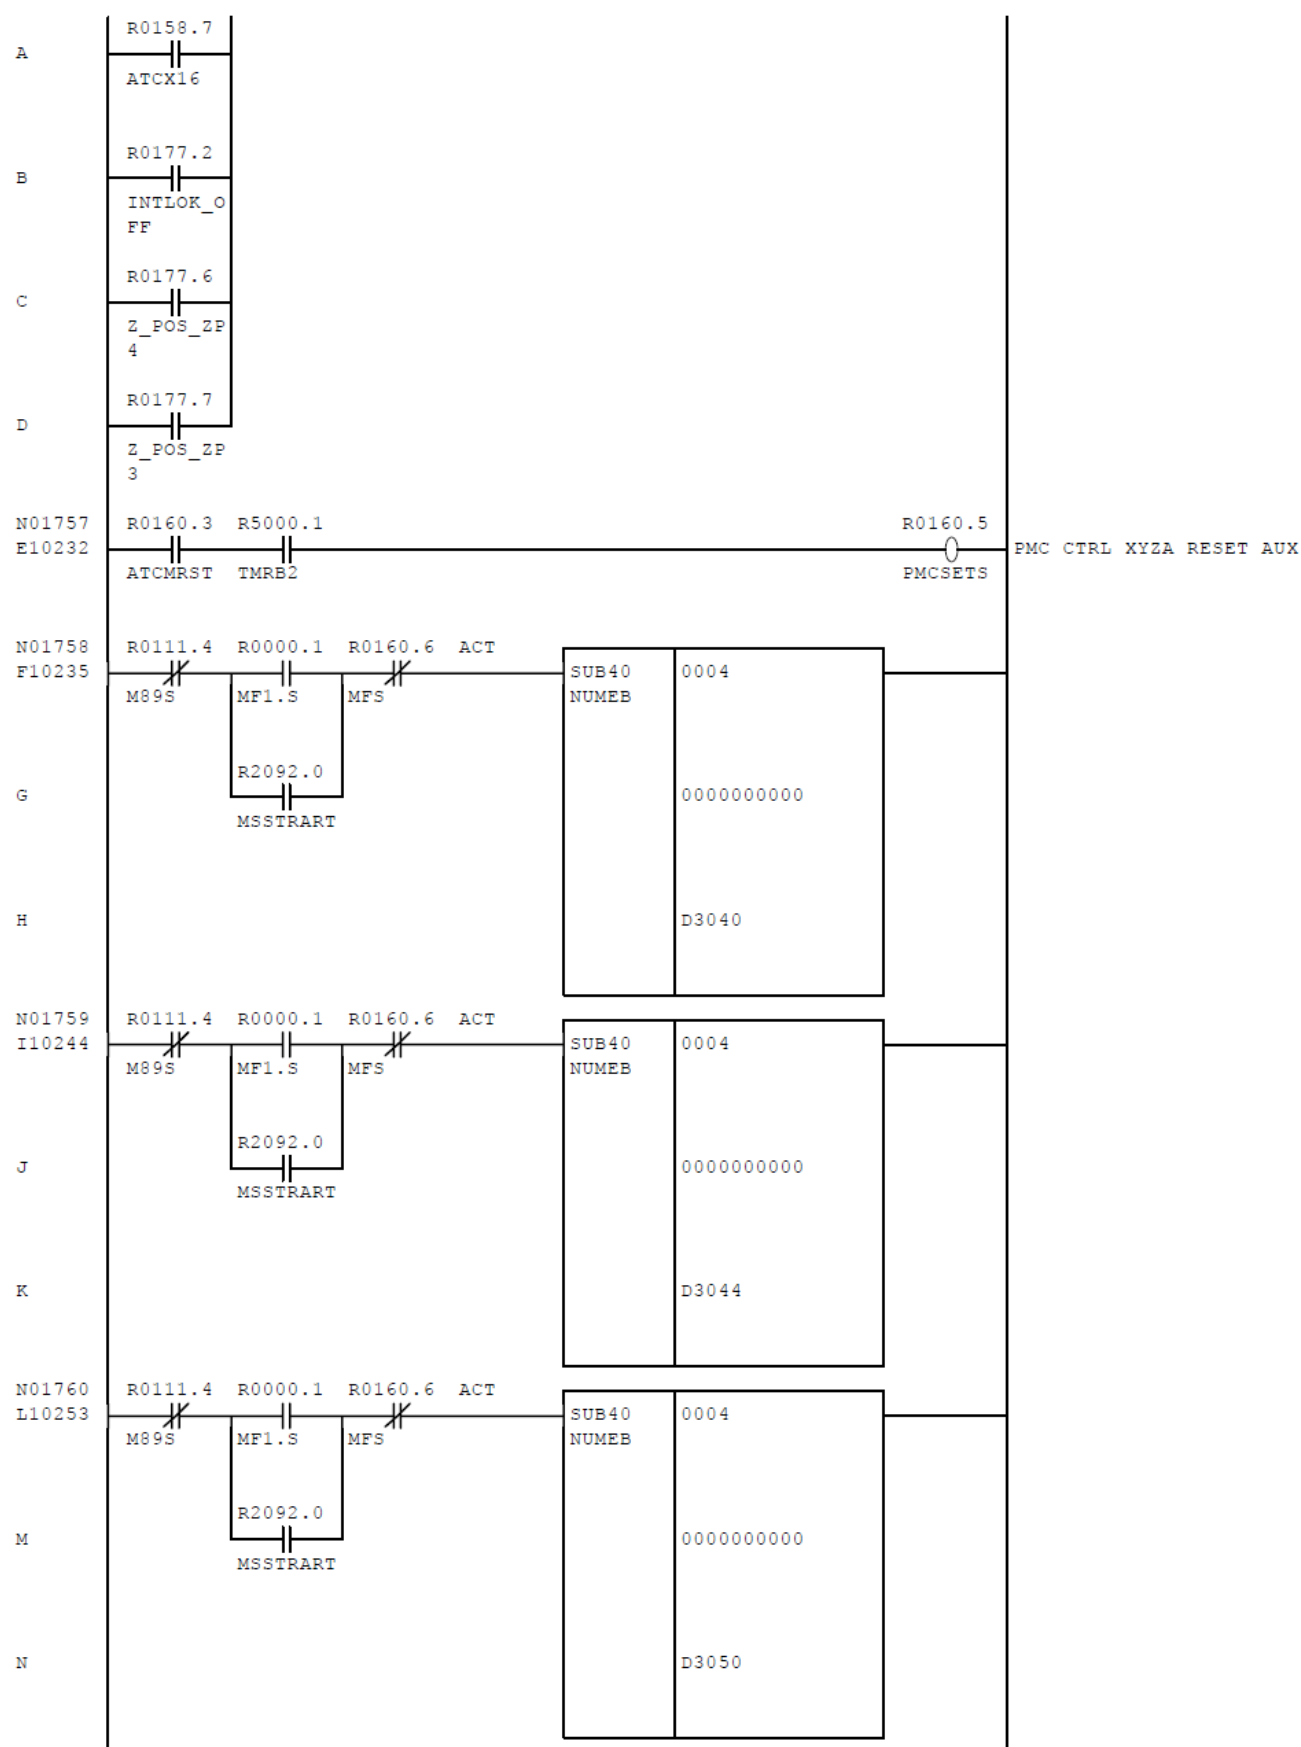 R0158.7
A
ATCX16
R0177.2
B
INTLOK_O
FF
R0177.6
C
Z_POS_ZP
4
R0177.7
D
Z_POS_ZP
3
N01757 R0160.3 R5000.1 R0160.5
E10232 PMC CTRL XYZA RESET AUX
ATCMRST TMRB2 PMCSETS
N01758 R0111.4 R0000.1 R0160.6 ACT
F10235 SUB40 0004
M89S MF1.S MFS NUMEB
R2092.0
G 0000000000
MSSTRART
H D3040
N01759 R0111.4 R0000.1 R0160.6 ACT
I10244 SUB40 0004
M89S MF1.S MFS NUMEB
R2092.0
J 0000000000
MSSTRART
K D3044
N01760 R0111.4 R0000.1 R0160.6 ACT
L10253 SUB40 0004
M89S MF1.S MFS NUMEB
R2092.0
M 0000000000
MSSTRART
N D3050